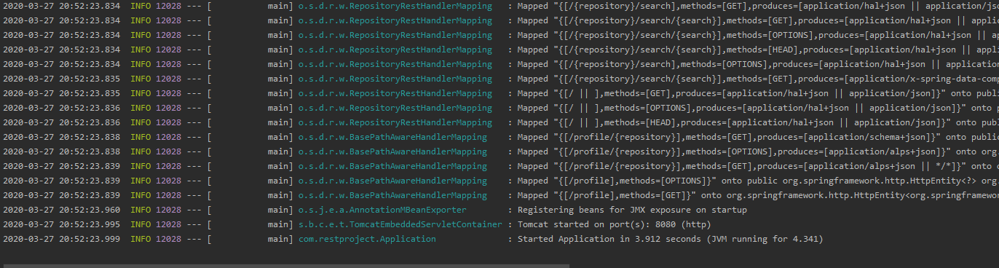 2020-03-27 20:52:23.834  INFO 12028 --- [           main] o.s.d.r.w.RepositoryRestHandlerMapping   : Mapped "{[/{repository}/search],methods=[GET],produces=[application/hal+json || application/jso
2020-03-27 20:52:23.834  INFO 12028 --- [           main] o.s.d.r.w.RepositoryRestHandlerMapping   : Mapped "{[/{repository}/search/{search}],methods=[GET],produces=[application/hal+json || applic
2020-03-27 20:52:23.834  INFO 12028 --- [           main] o.s.d.r.w.RepositoryRestHandlerMapping   : Mapped "{[/{repository}/search/{search}],methods=[OPTIONS],produces=[application/hal+json || ap
2020-03-27 20:52:23.834  INFO 12028 --- [           main] o.s.d.r.w.RepositoryRestHandlerMapping   : Mapped "{[/{repository}/search/{search}],methods=[HEAD],produces=[application/hal+json || appli
2020-03-27 20:52:23.834  INFO 12028 --- [           main] o.s.d.r.w.RepositoryRestHandlerMapping   : Mapped "{[/{repository}/search],methods=[OPTIONS],produces=[application/hal+json || application
2020-03-27 20:52:23.835  INFO 12028 --- [           main] o.s.d.r.w.RepositoryRestHandlerMapping   : Mapped "{[/{repository}/search/{search}],methods=[GET],produces=[application/x-spring-data-comp
2020-03-27 20:52:23.835  INFO 12028 --- [           main] o.s.d.r.w.RepositoryRestHandlerMapping   : Mapped "{[/ || ],methods=[GET],produces=[application/hal+json || application/json]}" onto publi
2020-03-27 20:52:23.836  INFO 12028 --- [           main] o.s.d.r.w.RepositoryRestHandlerMapping   : Mapped "{[/ || ],methods=[OPTIONS],produces=[application/hal+json || application/json]}" onto p
2020-03-27 20:52:23.836  INFO 12028 --- [           main] o.s.d.r.w.RepositoryRestHandlerMapping   : Mapped "{[/ || ],methods=[HEAD],produces=[application/hal+json || application/json]}" onto publ
2020-03-27 20:52:23.838  INFO 12028 --- [           main] o.s.d.r.w.BasePathAwareHandlerMapping    : Mapped "{[/profile/{repository}],methods=[GET],produces=[application/schema+json]}" onto public
2020-03-27 20:52:23.838  INFO 12028 --- [           main] o.s.d.r.w.BasePathAwareHandlerMapping    : Mapped "{[/profile/{repository}],methods=[OPTIONS],produces=[application/alps+json]}" onto org.
2020-03-27 20:52:23.839  INFO 12028 --- [           main] o.s.d.r.w.BasePathAwareHandlerMapping    : Mapped "{[/profile/{repository}],methods=[GET],produces=[application/alps+json || */*]}" onto o
2020-03-27 20:52:23.839  INFO 12028 --- [           main] o.s.d.r.w.BasePathAwareHandlerMapping    : Mapped "{[/profile],methods=[OPTIONS]}" onto public org.springframework.http.HttpEntity<?> org.
2020-03-27 20:52:23.839  INFO 12028 --- [           main] o.s.d.r.w.BasePathAwareHandlerMapping    : Mapped "{[/profile],methods=[GET]}" onto org.springframework.http.HttpEntity<org.springframewor
2020-03-27 20:52:23.960  INFO 12028 --- [           main] o.s.j.e.a.AnnotationMBeanExporter        : Registering beans for JMX exposure on startup
2020-03-27 20:52:23.995  INFO 12028 --- [           main] s.b.c.e.t.TomcatEmbeddedServletContainer : Tomcat started on port(s): 8080 (http)
2020-03-27 20:52:23.999  INFO 12028 --- [           main] com.restproject.Application              : Started Application in 3.912 seconds (JVM running for 4.341)